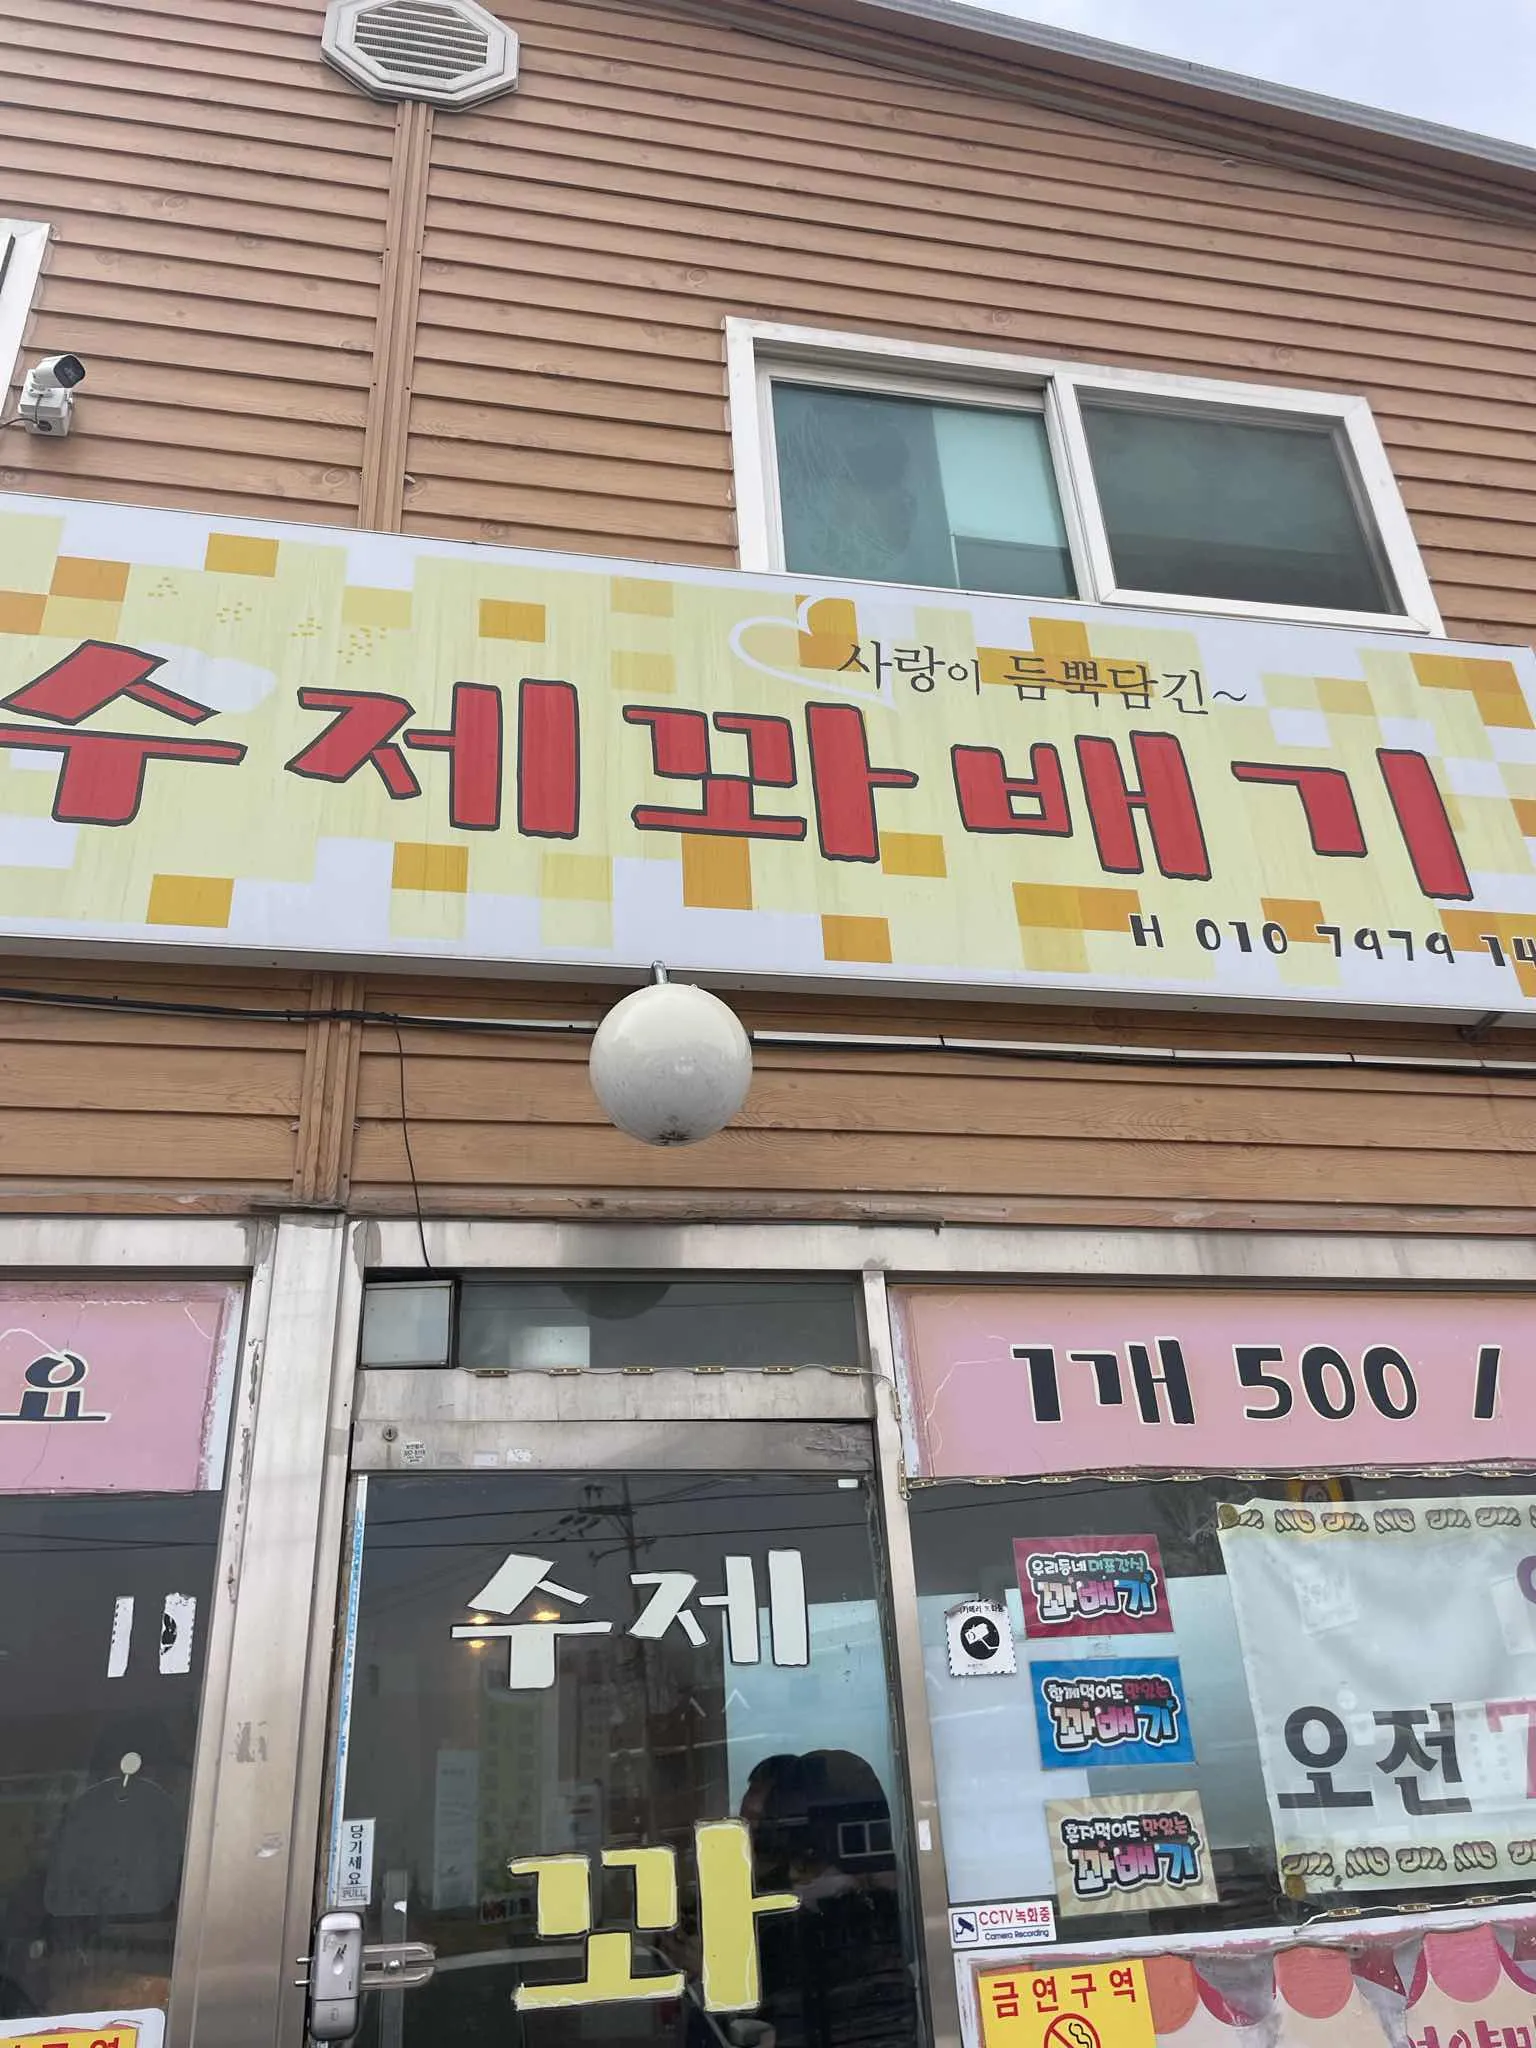 사랑이 듬뿍담긴~
수제꽈배기
H 010 7979 14
요
1개 500 /
수제
꽈
당기세요
PULL
우리동네 대표간식
꽈배기
함께먹어도 맛있는
꽈배기
혼자먹어도 맛있는
꽈배기
오전 7
CCTV 녹화중
Camera Recording
금연구역